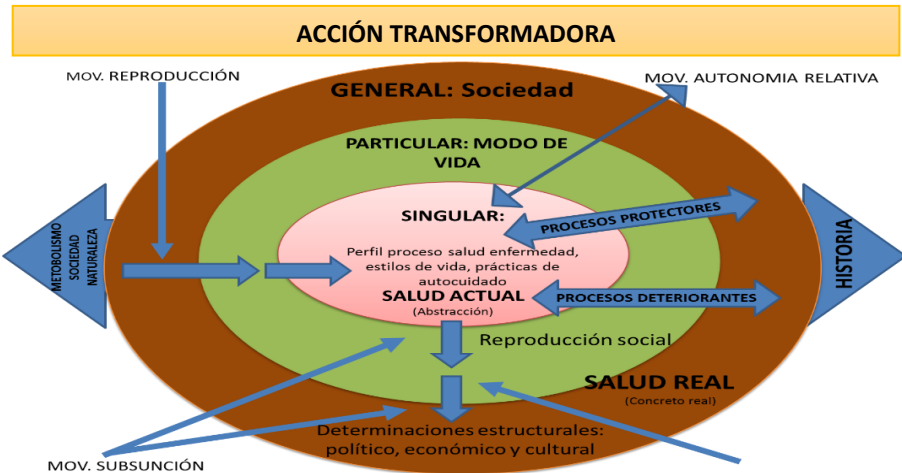 ACCIÓN TRANSFORMADORA
MOV. REPRODUCCIÓN
MOV. AUTONOMIA RELATIVA
GENERAL: Sociedad
PARTICULAR: MODO DE
VIDA
SINGULAR:
PROCESOS PROTECTORES
METOBOLISMO
SOCIEDAD
NATURALEZA
HISTORIA
Perfil proceso salud enfermedad,
estilos de vida, prácticas de
autocuidado
SALUD ACTUAL
(Abstracción)
PROCESOS DETERIORANTES
Reproducción social
SALUD REAL
(Concreto real)
Determinaciones estructurales:
político, económico y cultural
MOV. SUBSUNCIÓN